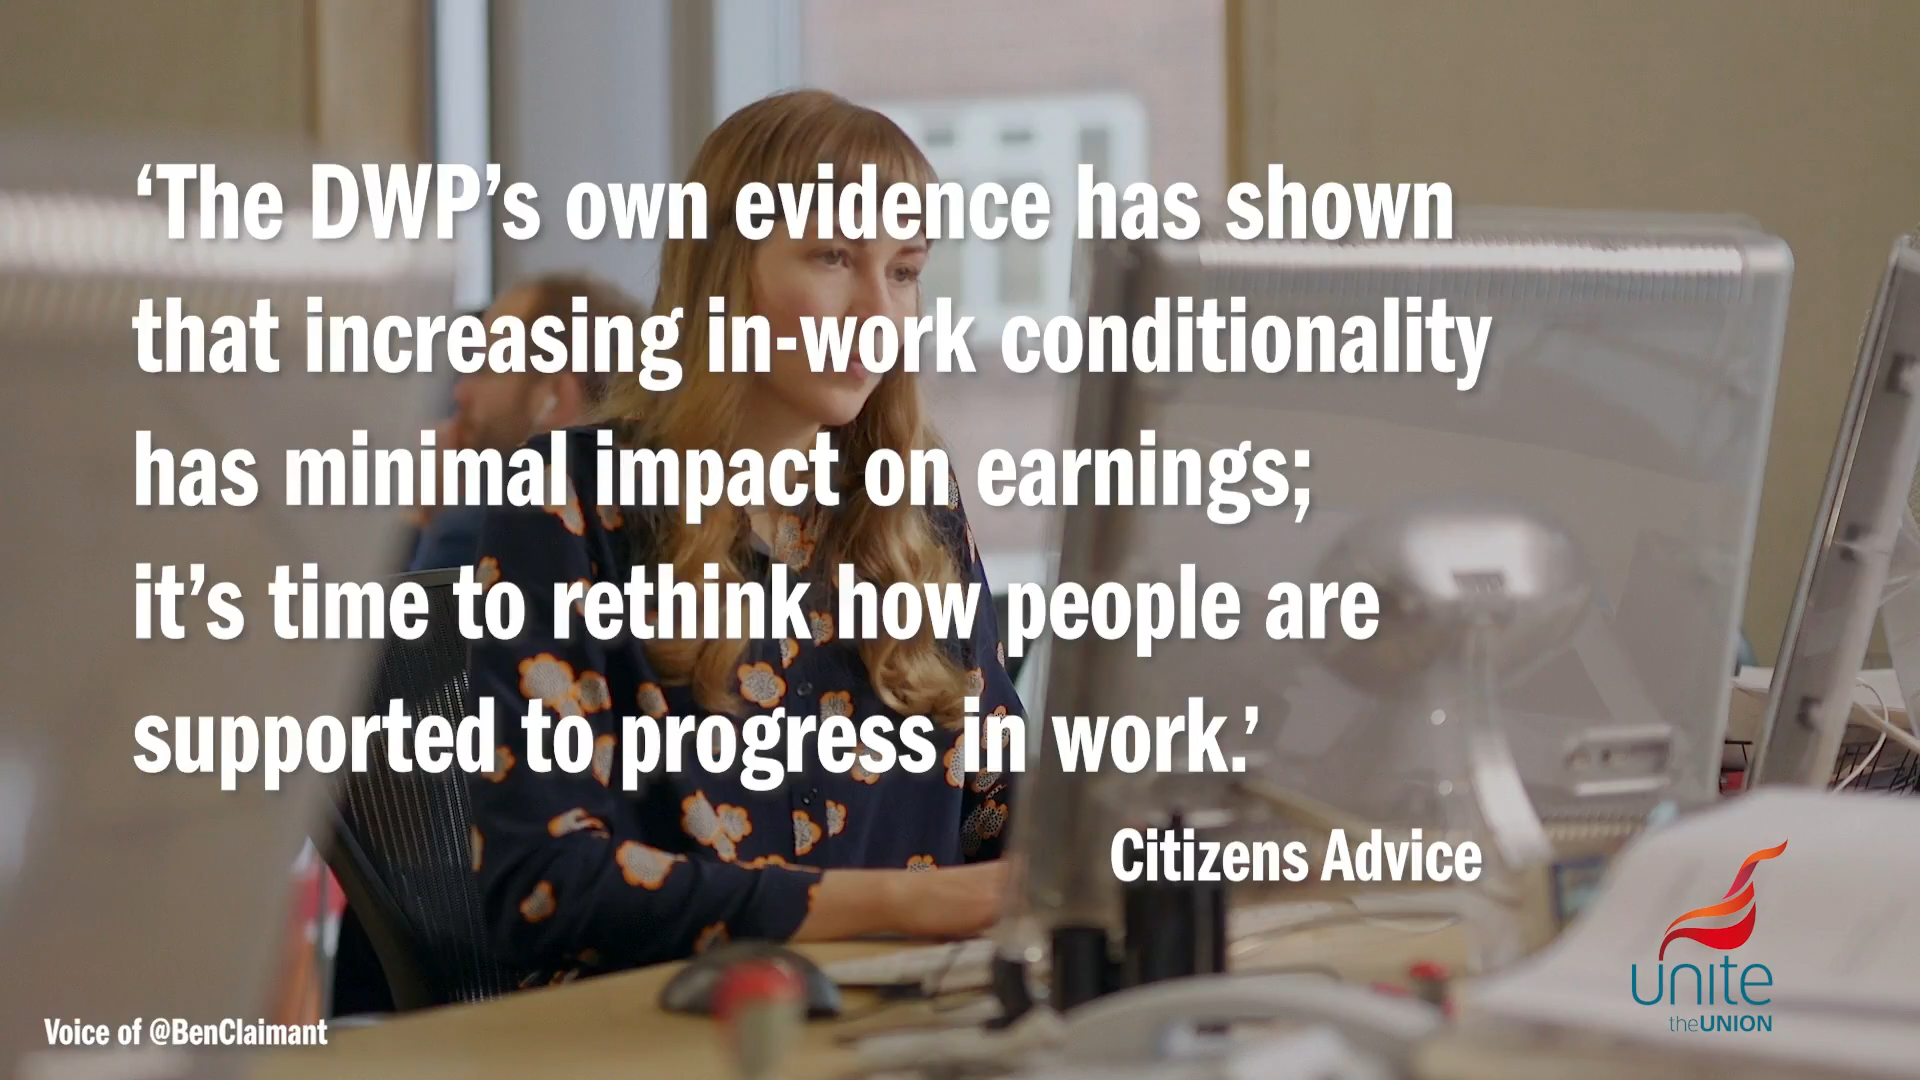 ‘The DWP’s own evidence has shown
that increasing in-work conditionality
has minimal impact on earnings;
it’s time to rethink how people are
supported to progress in work.’
Citizens Advice
unite
theUNION
Voice of @BenClaimant